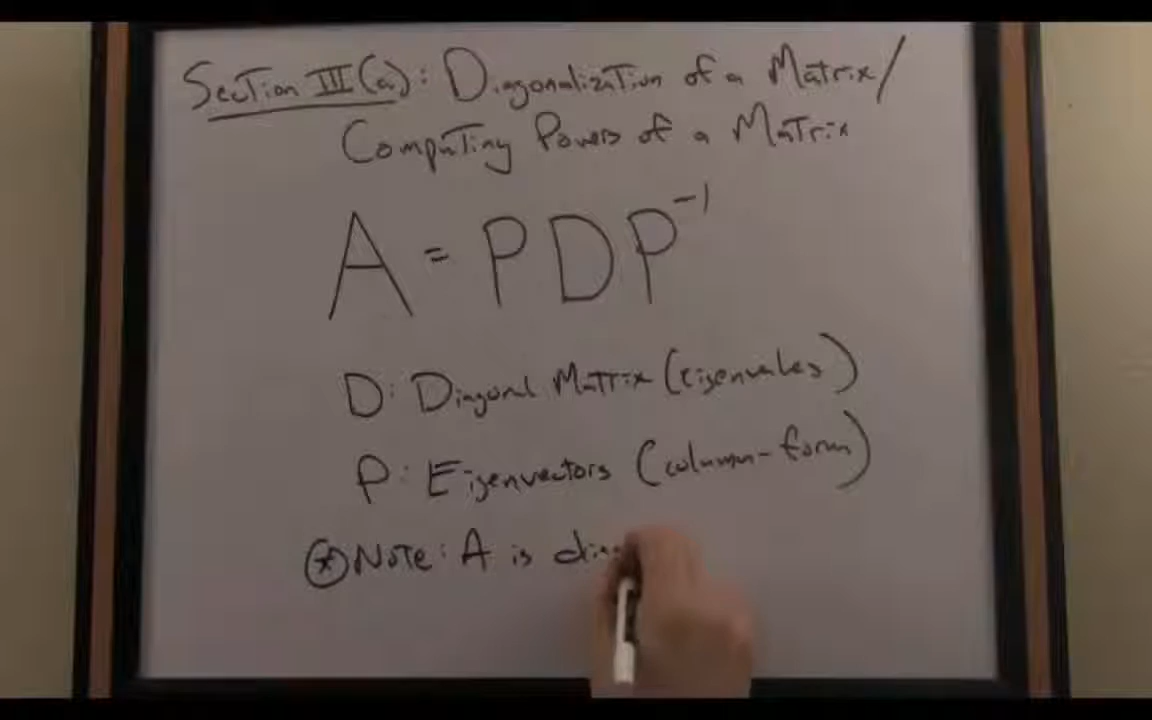 Section III(a): Diagonalization of a Matrix/
Computing Powers of a Matrix
A = PDP⁻¹
D: Diagonal Matrix (eigenvalues)
P: Eigenvectors (column-form)
* Note: A is diag